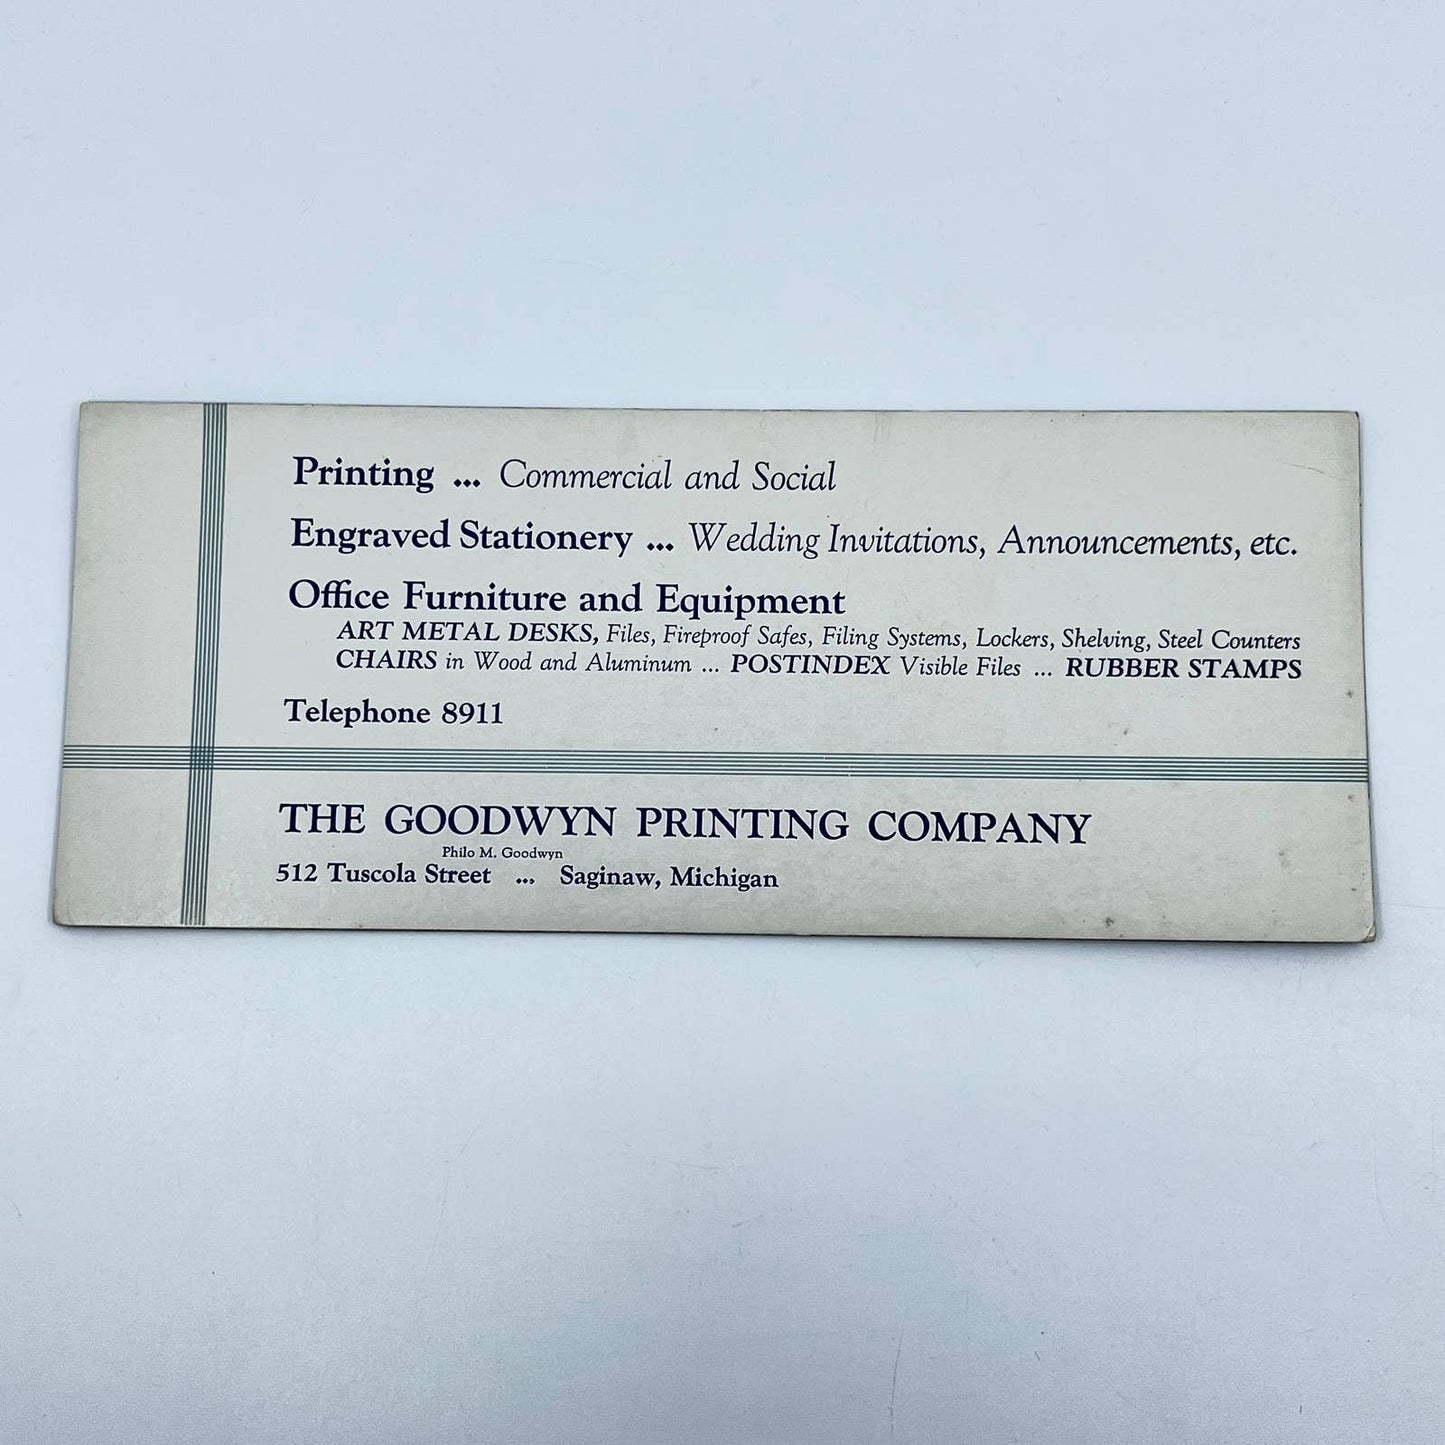 Printing ... Commercial and Social
Engraved Stationery ... Wedding Invitations, Announcements, etc.
Office Furniture and Equipment
ART METAL DESKS, Files, Fireproof Safes, Filing Systems, Lockers, Shelving, Steel Counters
CHAIRS in Wood and Aluminum ... POSTINDEX Visible Files ... RUBBER STAMPS
Telephone 8911
THE GOODWYN PRINTING COMPANY
Philo M. Goodwyn
512 Tuscola Street ... Saginaw, Michigan